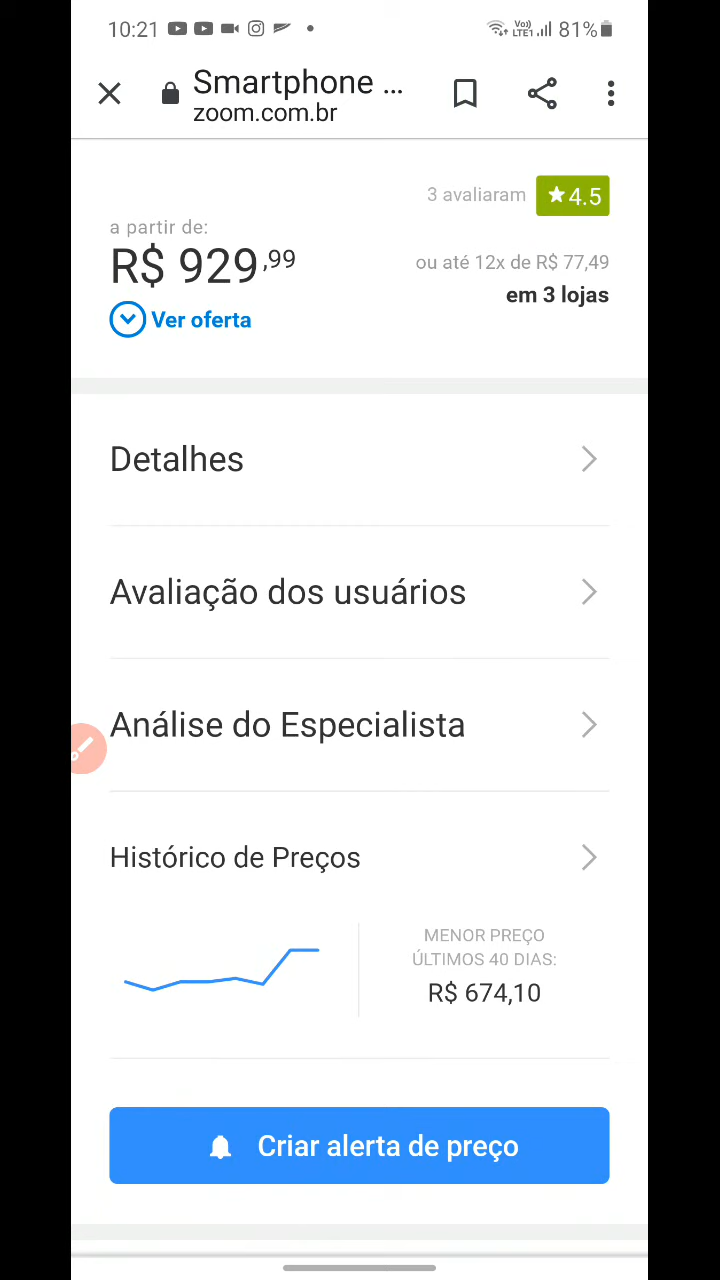 10:21
Vo)) LTE1 81%
Smartphone ...
zoom.com.br
3 avaliaram ★ 4.5
a partir de:
R$ 929,99
ou até 12x de R$ 77,49
em 3 lojas
Ver oferta
Detalhes
Avaliação dos usuários
Análise do Especialista
Histórico de Preços
MENOR PREÇO
ÚLTIMOS 40 DIAS:
R$ 674,10
Criar alerta de preço